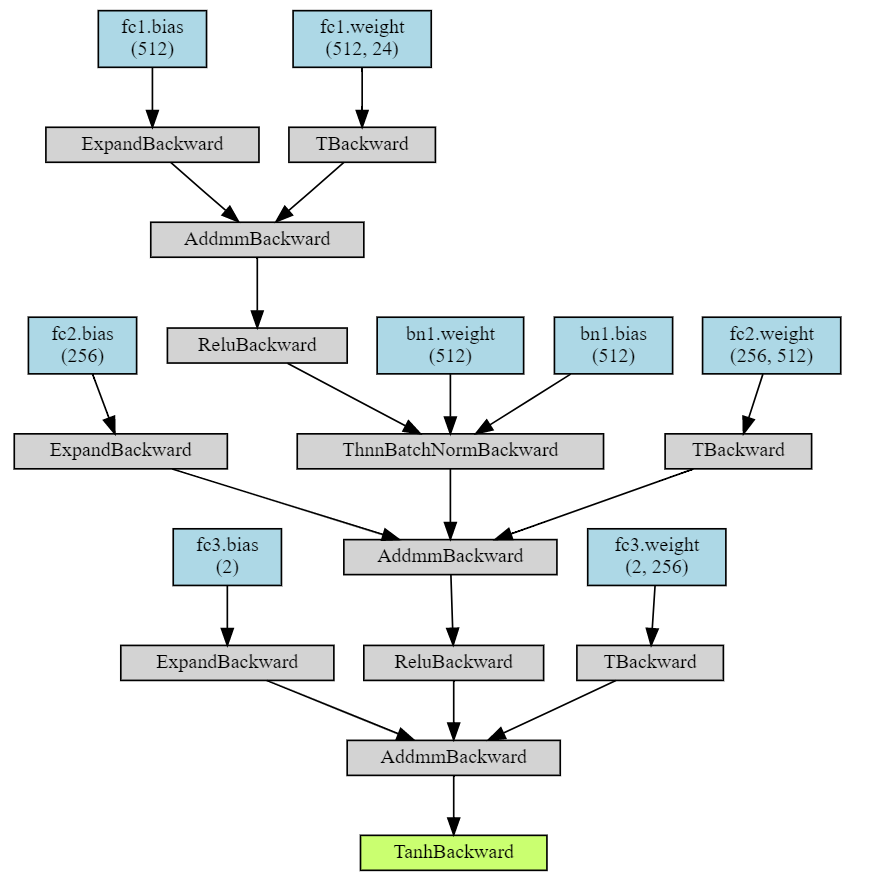 fc1.bias
(512)
fc1.weight
(512, 24)
ExpandBackward
TBackward
AddmmBackward
fc2.bias
(256)
ReluBackward
bn1.weight
(512)
bn1.bias
(512)
fc2.weight
(256, 512)
ExpandBackward
ThnnBatchNormBackward
TBackward
fc3.bias
(2)
AddmmBackward
fc3.weight
(2, 256)
ExpandBackward
ReluBackward
TBackward
AddmmBackward
TanhBackward